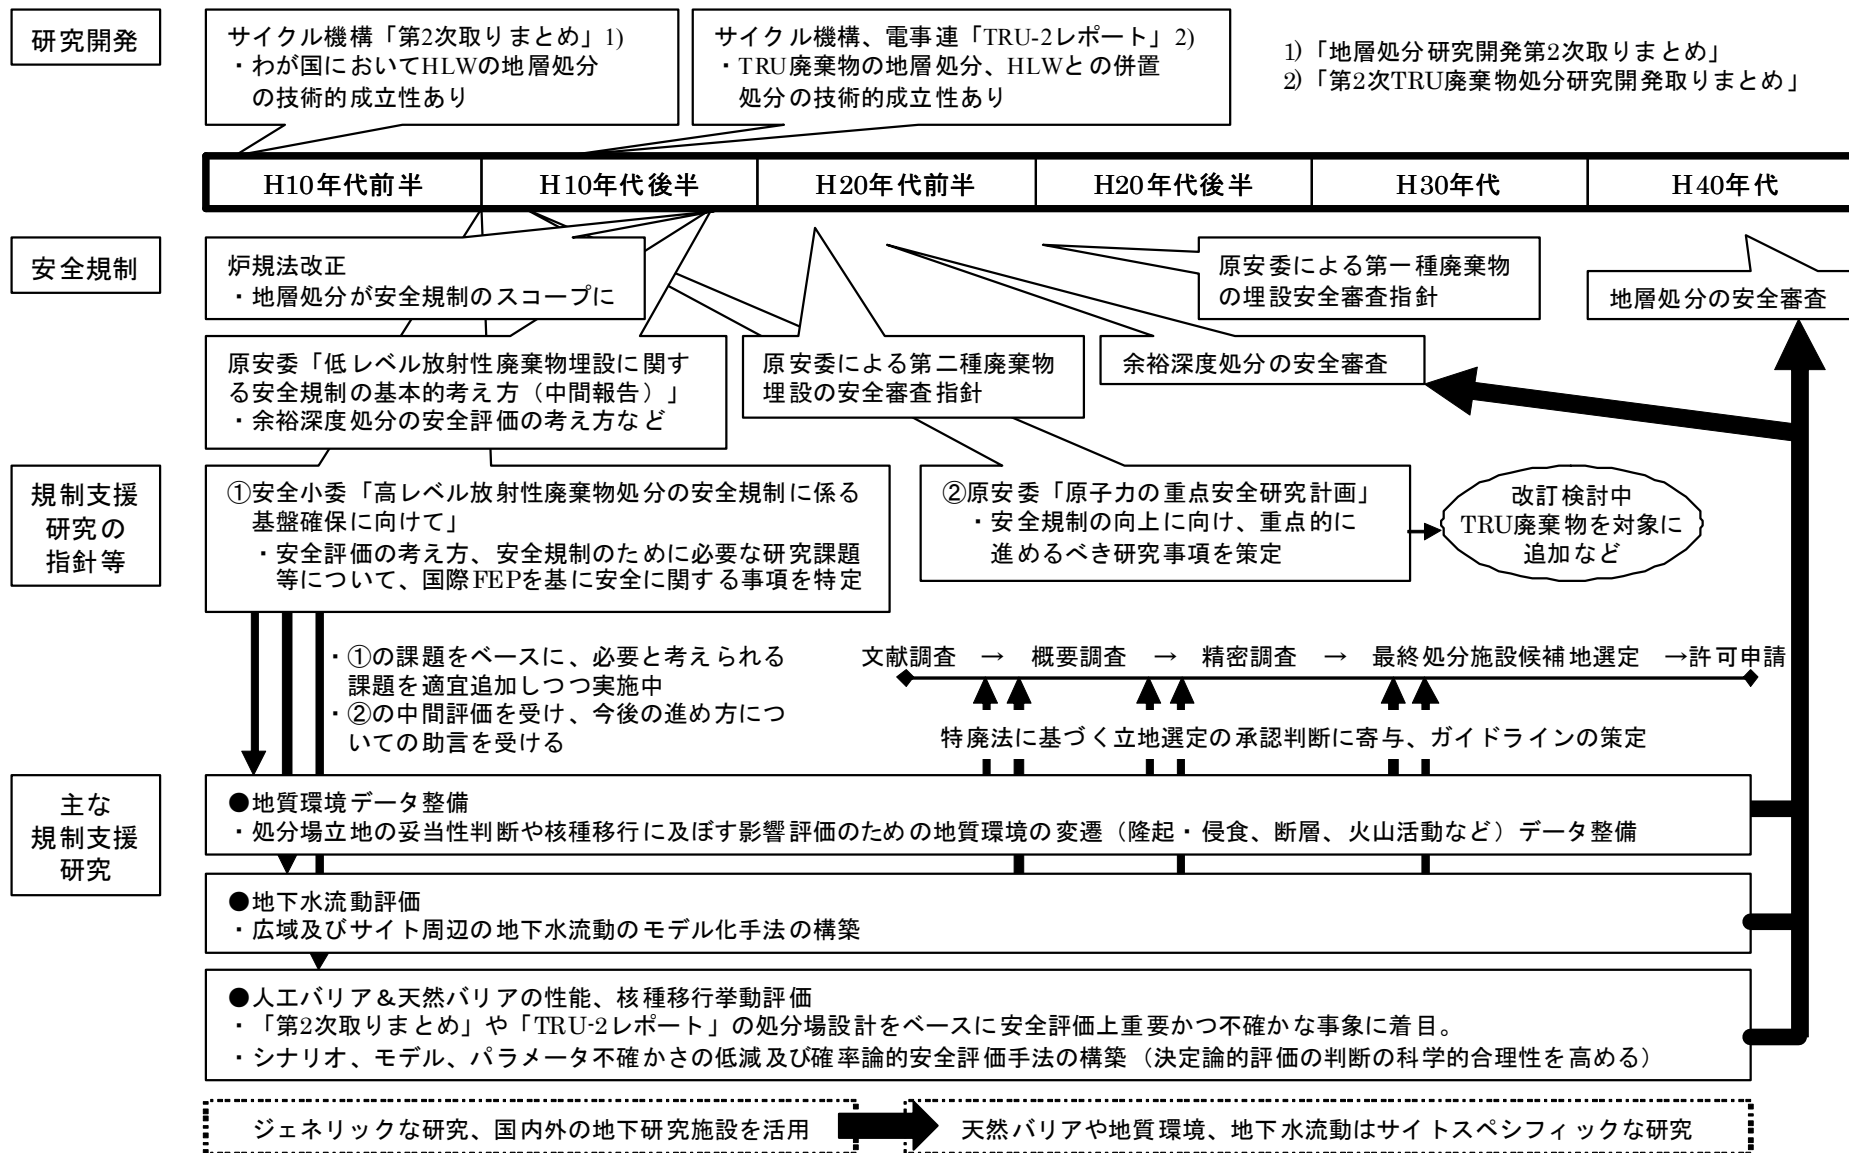 研究開発
サイクル機構「第2次取りまとめ」1)
・わが国においてHLWの地層処分
の技術的成立性あり
サイクル機構、電事連「TRU-2レポート」2)
・TRU廃棄物の地層処分、HLWとの併置
処分の技術的成立性あり
1)「地層処分研究開発第2次取りまとめ」
2)「第2次TRU廃棄物処分研究開発取りまとめ」
H10年代前半
H10年代後半
H20年代前半
H20年代後半
H30年代
H40年代
安全規制
炉規法改正
・地層処分が安全規制のスコープに
原安委による第一種廃棄物
の埋設安全審査指針
地層処分の安全審査
原安委「低レベル放射性廃棄物埋設に関す
る安全規制の基本的考え方（中間報告）」
・余裕深度処分の安全評価の考え方など
原安委による第二種廃棄物
埋設の安全審査指針
余裕深度処分の安全審査
規制支援
研究の
指針等
①安全小委「高レベル放射性廃棄物処分の安全規制に係る
基盤確保に向けて」
・安全評価の考え方、安全規制のために必要な研究課題
等について、国際FEPを基に安全に関する事項を特定
②原安委「原子力の重点安全研究計画」
・安全規制の向上に向け、重点的に
進めるべき研究事項を策定
改訂検討中
TRU廃棄物を対象に
追加など
・①の課題をベースに、必要と考えられる
課題を適宜追加しつつ実施中
・②の中間評価を受け、今後の進め方につ
いての助言を受ける
文献調査 → 概要調査 → 精密調査 → 最終処分施設候補地選定 →許可申請
特廃法に基づく立地選定の承認判断に寄与、ガイドラインの策定
主な
規制支援
研究
●地質環境データ整備
・処分場立地の妥当性判断や核種移行に及ぼす影響評価のための地質環境の変遷（隆起・侵食、断層、火山活動など）データ整備
●地下水流動評価
・広域及びサイト周辺の地下水流動のモデル化手法の構築
●人工バリア＆天然バリアの性能、核種移行挙動評価
・「第2次取りまとめ」や「TRU-2レポート」の処分場設計をベースに安全評価上重要かつ不確かな事象に着目。
・シナリオ、モデル、パラメータ不確かさの低減及び確率論的安全評価手法の構築（決定論的評価の判断の科学的合理性を高める）
ジェネリックな研究、国内外の地下研究施設を活用
天然バリアや地質環境、地下水流動はサイトスペシフィックな研究